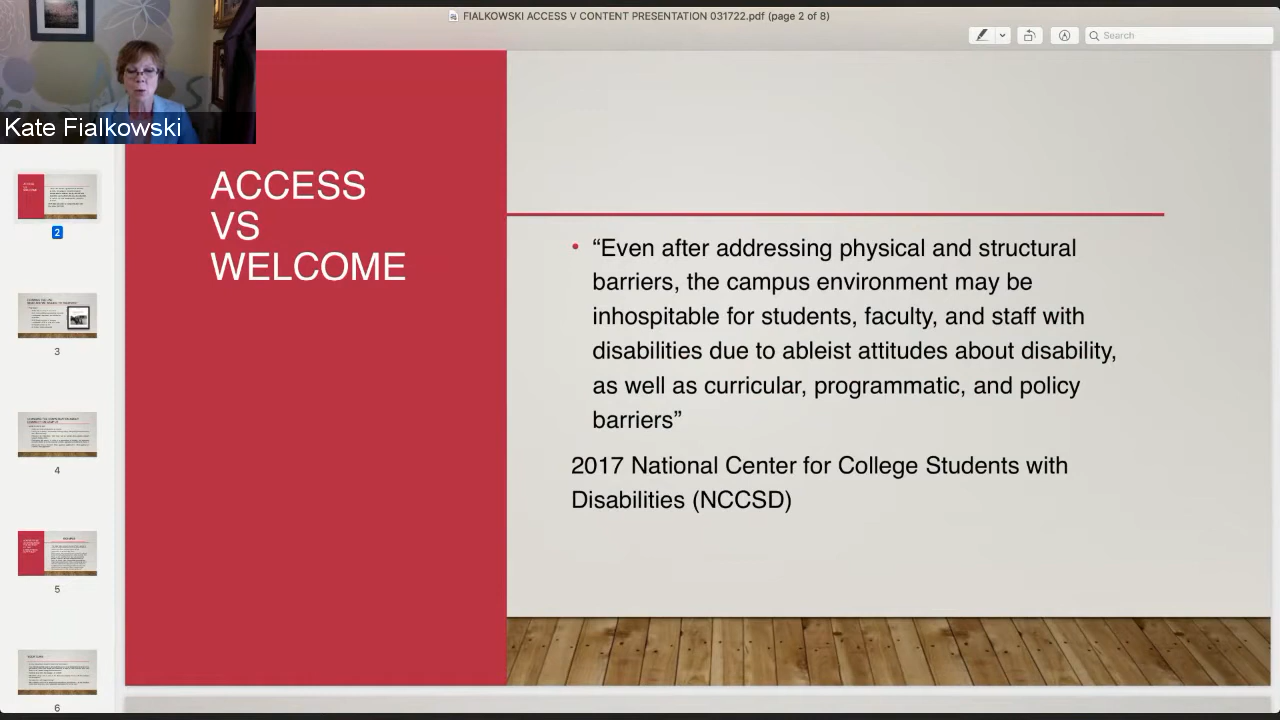 FIALKOWSKI ACCESS V CONTENT PRESENTATION 031722.pdf (page 2 of 8)
Search
Kate Fialkowski
ACCESS
VS
WELCOME
• “Even after addressing physical and structural
barriers, the campus environment may be
inhospitable for students, faculty, and staff with
disabilities due to ableist attitudes about disability,
as well as curricular, programmatic, and policy
barriers”
2017 National Center for College Students with
Disabilities (NCCSD)
2
3
4
5
6